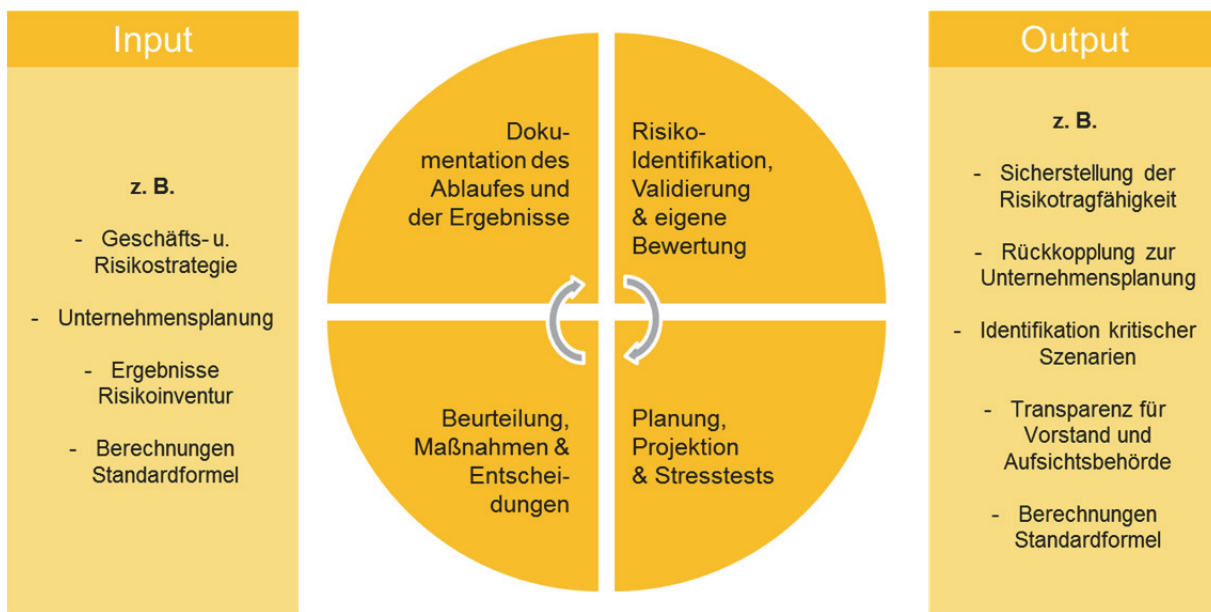 Input
z. B.
- Geschäfts- u.
Risikostrategie
- Unternehmensplanung
- Ergebnisse
Risikoinventur
- Berechnungen
Standardformel
Doku-
mentation des
Ablaufes und
der Ergebnisse
Risiko-
Identifikation,
Validierung
& eigene
Bewertung
Beurteilung,
Maßnahmen &
Entschei-
dungen
Planung,
Projektion
& Stresstests
Output
z. B.
- Sicherstellung der
Risikotragfähigkeit
- Rückkopplung zur
Unternehmensplanung
- Identifikation kritischer
Szenarien
- Transparenz für
Vorstand und
Aufsichtsbehörde
- Berechnungen
Standardformel